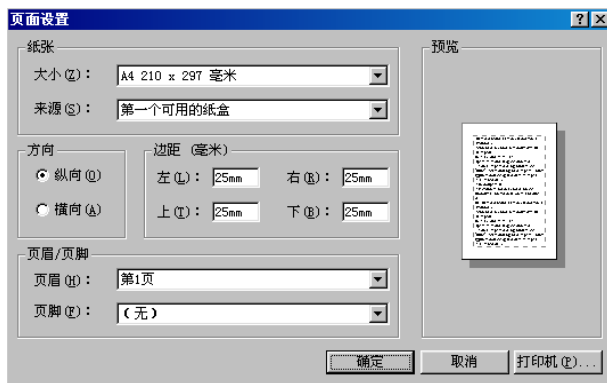 页面设置
纸张
大小(Z)： A4 210 x 297 毫米
来源(S)： 第一个可用的纸盒
方向
纵向(O)
横向(A)
边距 (毫米)
左(L)： 25mm 右(R)： 25mm
上(T)： 25mm 下(B)： 25mm
页眉/页脚
页眉(H)： 第1页
页脚(F)： (无)
预览
确定 取消 打印机(P)...